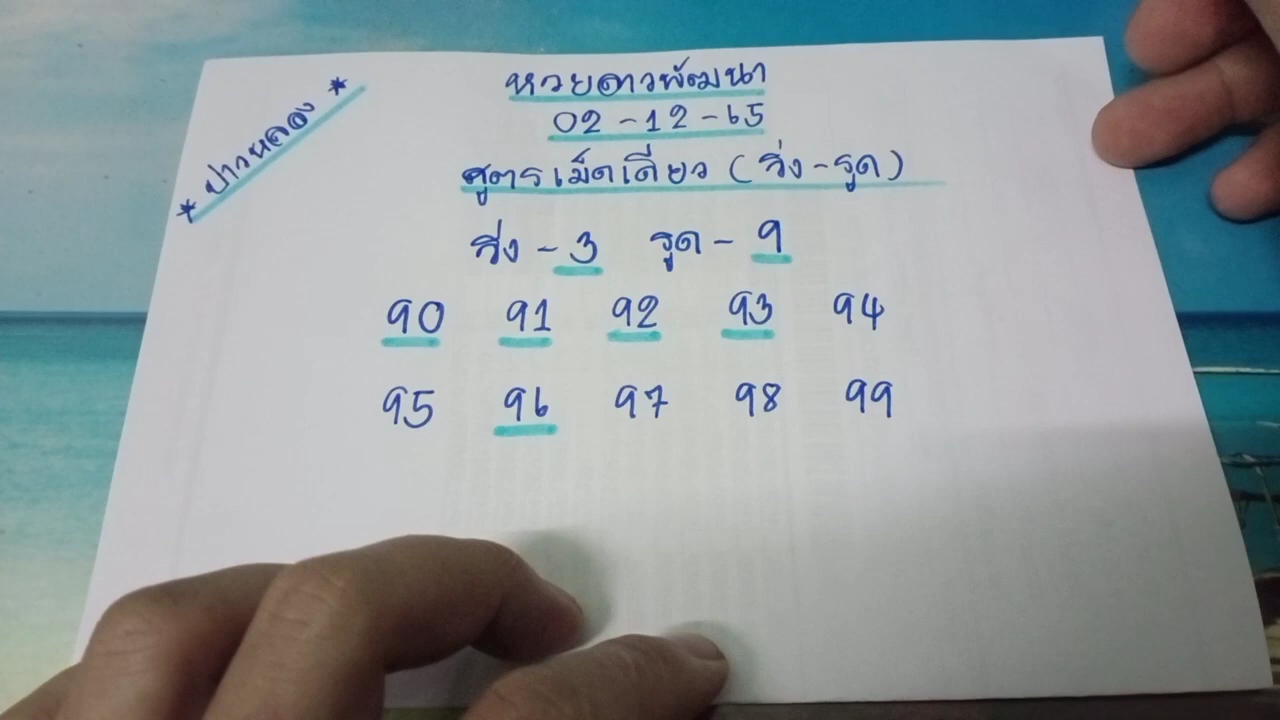 * ปาวหลวง *
หวยลาวพัฒนา
02-12-65
สูตรเม็ดเดียว (วิ่ง-รูด)
วิ่ง - 3 รูด - 9
90 91 92 93 94
95 96 97 98 99